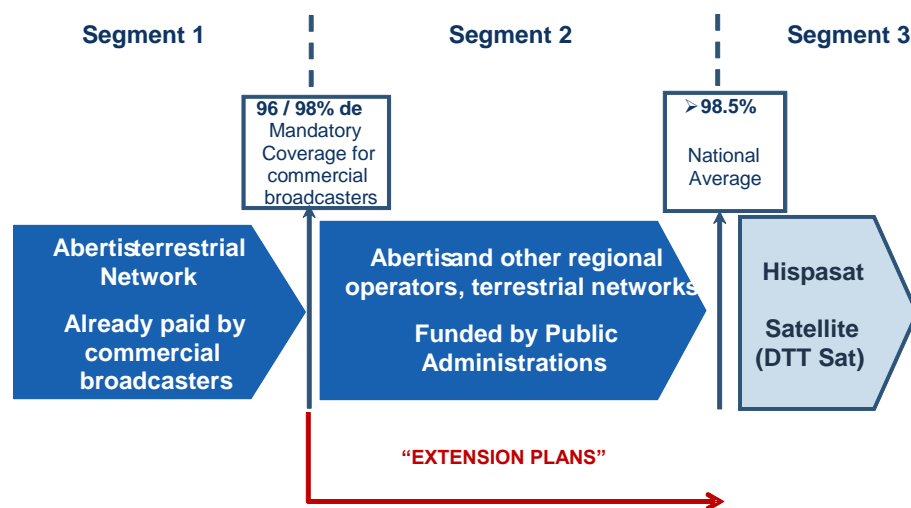 Segment 1
Segment 2
Segment 3
96 / 98% de
Mandatory
Coverage for
commercial
broadcasters
➢98.5%
National
Average
Abertisterrestrial
Network
Already paid by
commercial
broadcasters
Abertisand other regional
operators, terrestrial networks
Funded by Public
Administrations
Hispasat
Satellite
(DTT Sat)
“EXTENSION PLANS”